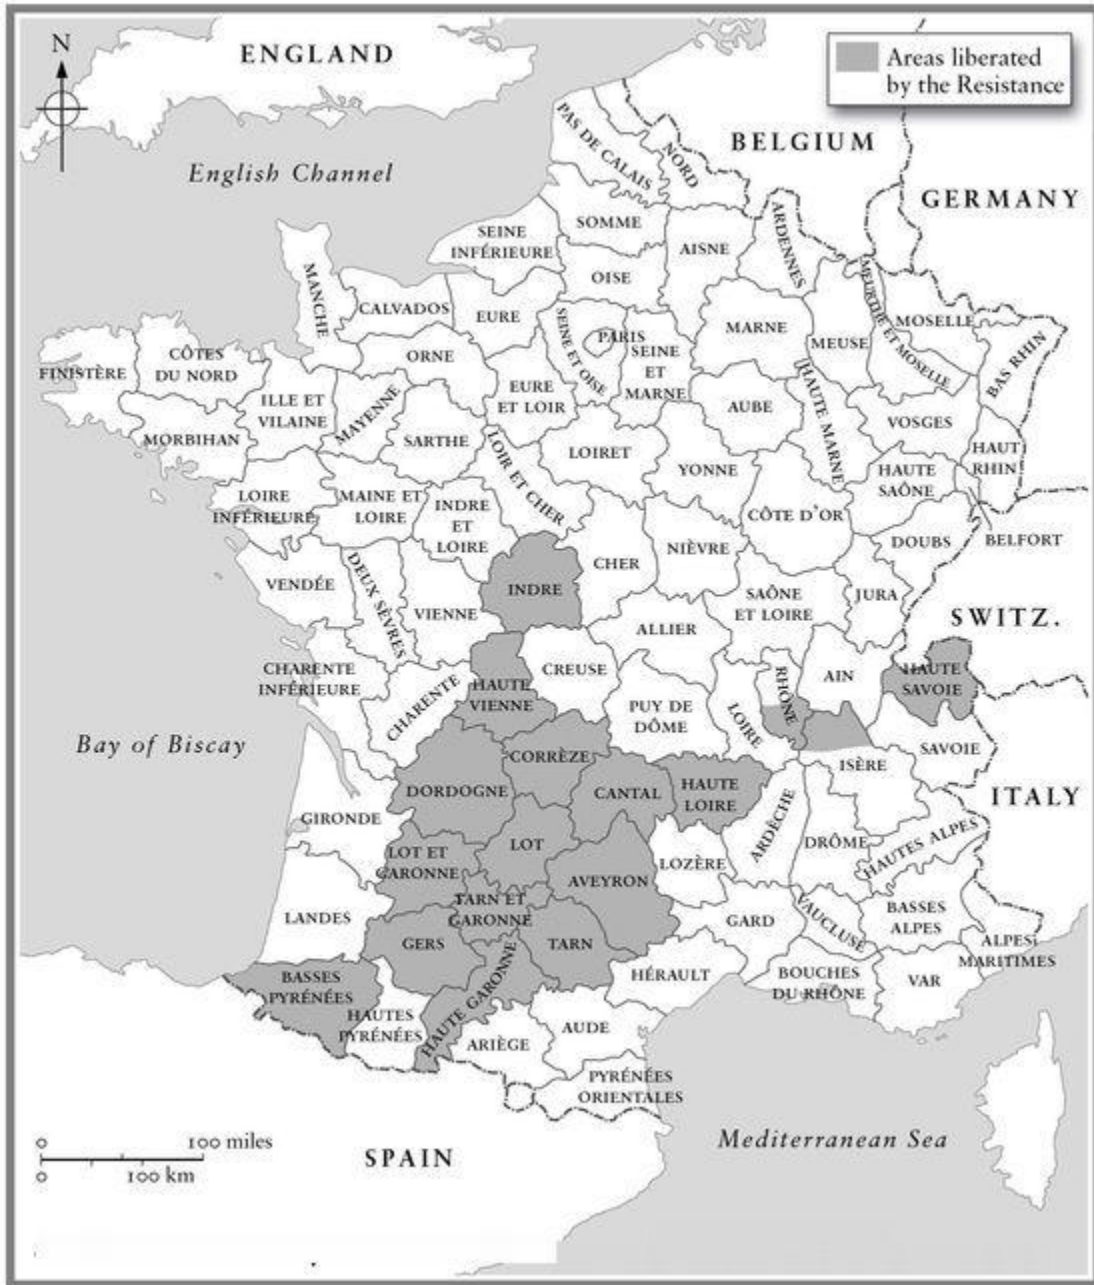 N
ENGLAND
Areas liberated
by the Resistance
English Channel
BELGIUM
GERMANY
PAS DE CALAIS
NORD
SOMME
SEINE
INFÉRIEURE
AISNE
ARDENNES
OISE
MANCHE
CALVADOS
EURE
SEINE ET OISE
PARIS
SEINE
ET
MARNE
MARNE
MEUSE
MEURTHE ET MOSELLE
MOSELLE
BAS RHIN
FINISTÈRE
CÔTES
DU NORD
ORNE
ILLE ET
VILAINE
MAYENNE
EURE
ET LOIR
AUBE
HAUTE MARNE
VOSGES
MORBIHAN
SARTHE
LOIR ET CHER
LOIRET
YONNE
HAUT
RHIN
HAUTE
SAÔNE
LOIRE
INFÉRIEURE
MAINE ET
LOIRE
INDRE
ET
LOIRE
CÔTE D'OR
DOUBS
BELFORT
VENDÉE
DEUX SÈVRES
VIENNE
INDRE
CHER
NIÈVRE
SAÔNE
ET LOIRE
JURA
SWITZ.
ALLIER
CHARENTE
INFÉRIEURE
CHARENTE
HAUTE
VIENNE
CREUSE
PUY DE
DÔME
LOIRE
RHÔNE
AIN
HAUTE
SAVOIE
Bay of Biscay
SAVOIE
ISÈRE
ITALY
CORRÈZE
DORDOGNE
CANTAL
HAUTE
LOIRE
GIRONDE
ARDÈCHE
DRÔME
HAUTES ALPES
LOT ET
GARONNE
LOT
AVEYRON
LOZÈRE
LANDES
TARN ET
GARONNE
GARD
VAUCLUSE
BASSES
ALPES
ALPES
MARITIMES
GERS
TARN
HÉRAULT
BOUCHES
DU RHÔNE
VAR
BASSES
PYRÉNÉES
HAUTES
PYRÉNÉES
HAUTE GARONNE
ARIÈGE
AUDE
PYRÉNÉES
ORIENTALES
0 100 miles
0 100 km
SPAIN
Mediterranean Sea